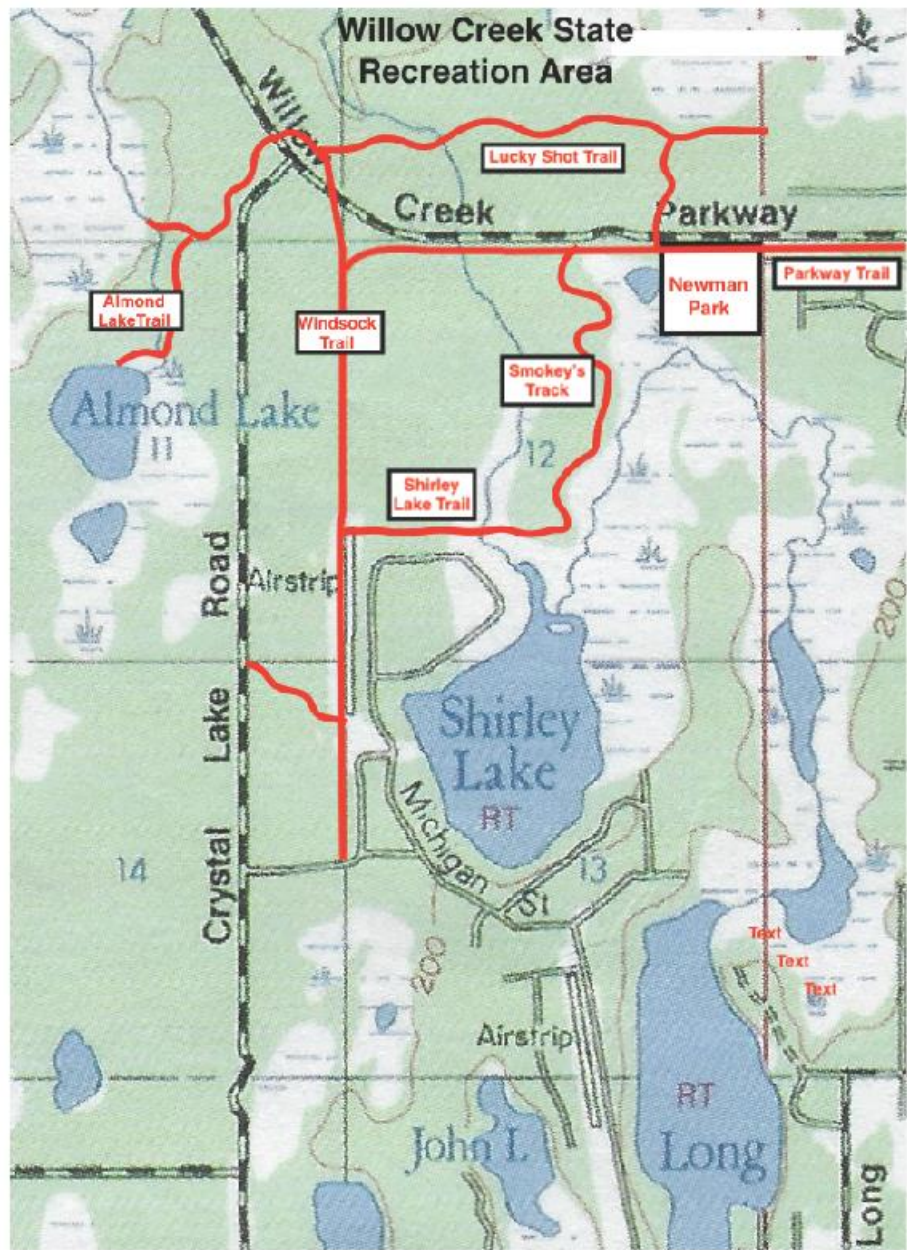 Willow Creek State
Recreation Area
Willow
Creek
Parkway
Lucky Shot Trail
Almond
LakeTrail
Windsock
Trail
Newman
Park
Parkway Trail
Smokey's
Track
Almond Lake
11
12
Shirley
Lake Trail
Airstrip
Crystal Lake Road
200
Shirley
Lake
RT
Michigan St
14
13
200
Text
Text
Text
Airstrip
RT
John L
Long
Long